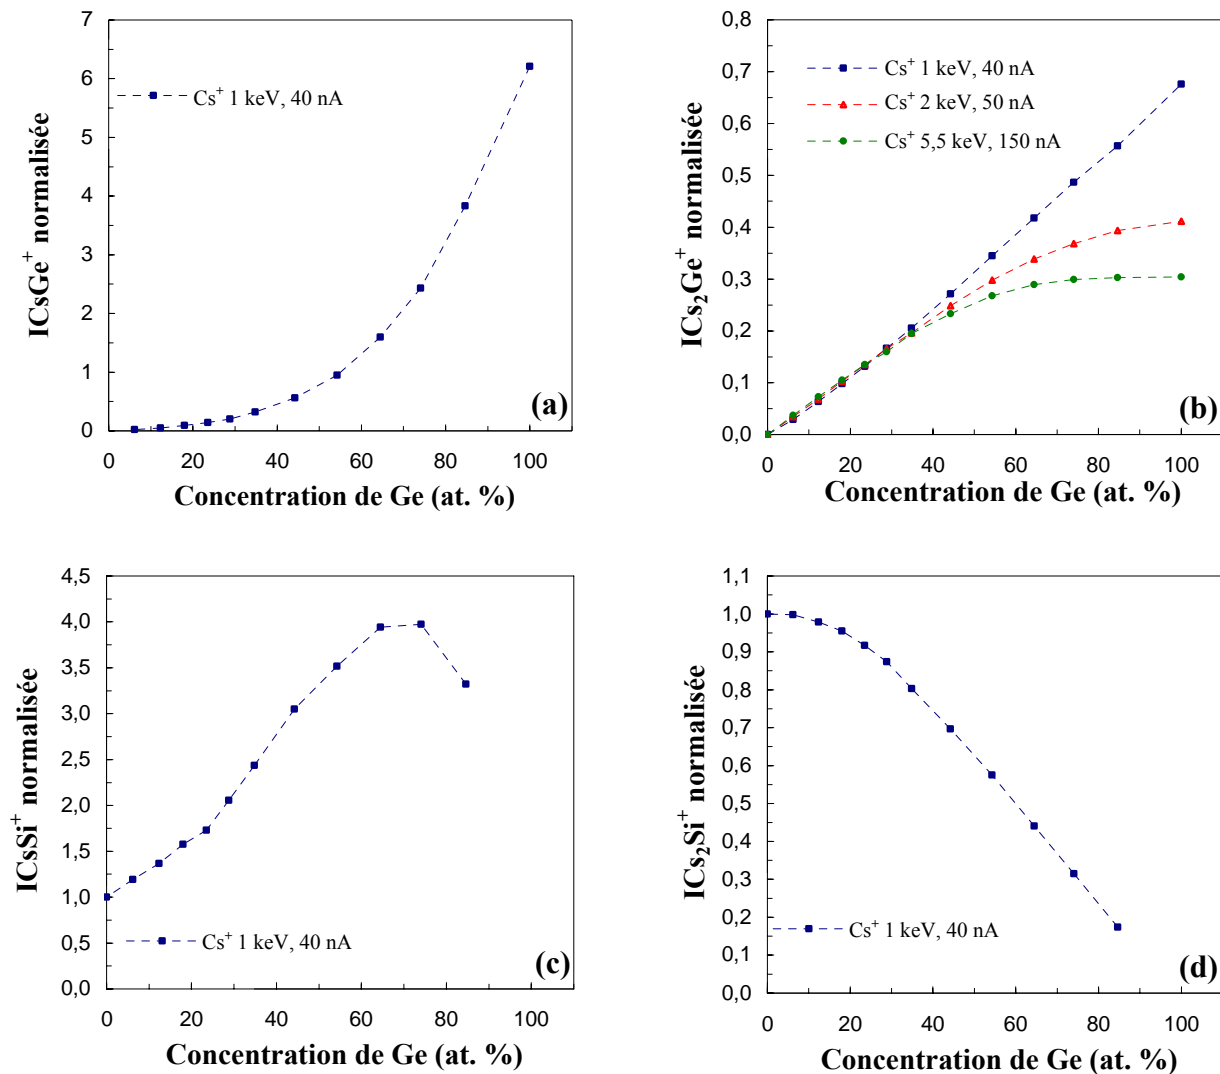 7
6
5
4
3
2
1
0
ICsGe⁺ normalisée
Cs⁺ 1 keV, 40 nA
(a)
0 20 40 60 80 100
Concentration de Ge (at. %)
0,8
0,7
0,6
0,5
0,4
0,3
0,2
0,1
0,0
ICs₂Ge⁺ normalisée
Cs⁺ 1 keV, 40 nA
Cs⁺ 2 keV, 50 nA
Cs⁺ 5,5 keV, 150 nA
(b)
0 20 40 60 80 100
Concentration de Ge (at. %)
4,5
4,0
3,5
3,0
2,5
2,0
1,5
1,0
0,5
0,0
ICsSi⁺ normalisée
Cs⁺ 1 keV, 40 nA
(c)
0 20 40 60 80 100
Concentration de Ge (at. %)
1,1
1,0
0,9
0,8
0,7
0,6
0,5
0,4
0,3
0,2
0,1
0,0
ICs₂Si⁺ normalisée
Cs⁺ 1 keV, 40 nA
(d)
0 20 40 60 80 100
Concentration de Ge (at. %)